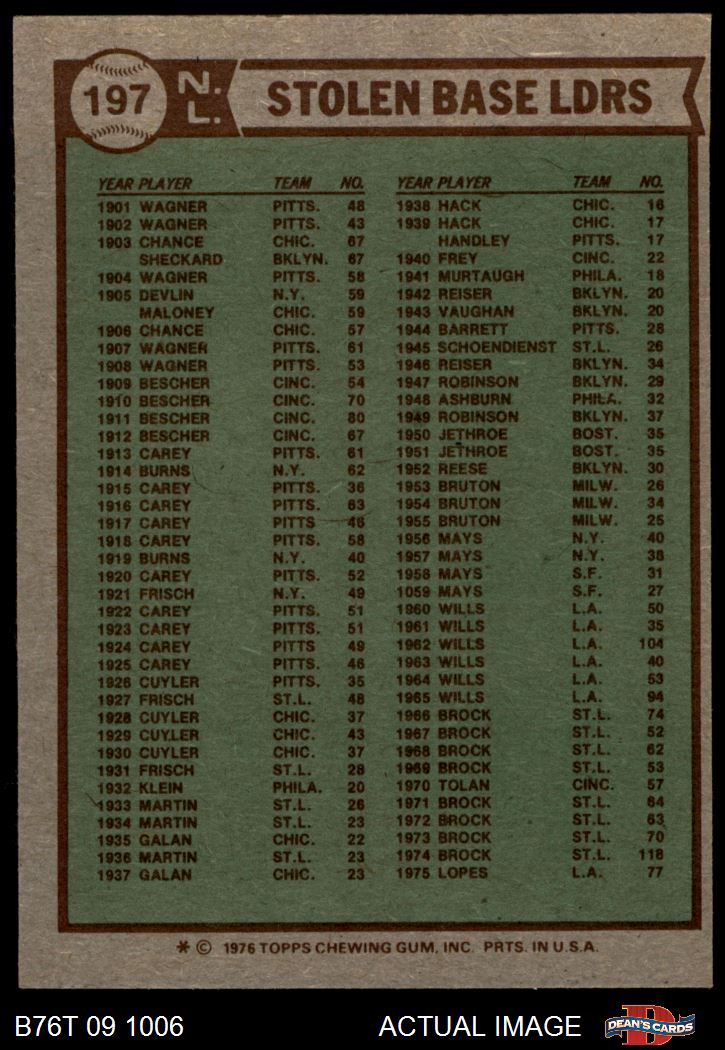 197 N.L. STOLEN BASE LDRS
YEAR PLAYER TEAM NO.
1901 WAGNER PITTS. 48
1902 WAGNER PITTS. 43
1903 CHANCE CHIC. 67
SHECKARD BKLYN. 67
1904 WAGNER PITTS. 58
1905 DEVLIN N.Y. 59
MALONEY CHIC. 59
1906 CHANCE CHIC. 57
1907 WAGNER PITTS. 61
1908 WAGNER PITTS. 53
1909 BESCHER CINC. 54
1910 BESCHER CINC. 70
1911 BESCHER CINC. 80
1912 BESCHER CINC. 67
1913 CAREY PITTS. 61
1914 BURNS N.Y. 62
1915 CAREY PITTS. 36
1916 CAREY PITTS. 63
1917 CAREY PITTS. 46
1918 CAREY PITTS. 58
1919 BURNS N.Y. 40
1920 CAREY PITTS. 52
1921 FRISCH N.Y. 49
1922 CAREY PITTS. 51
1923 CAREY PITTS. 51
1924 CAREY PITTS 49
1925 CAREY PITTS. 46
1926 CUYLER PITTS. 35
1927 FRISCH ST.L. 48
1928 CUYLER CHIC. 37
1929 CUYLER CHIC. 43
1930 CUYLER CHIC. 37
1931 FRISCH ST.L. 28
1932 KLEIN PHILA. 20
1933 MARTIN ST.L. 26
1934 MARTIN ST.L. 23
1935 GALAN CHIC. 22
1936 MARTIN ST.L. 23
1937 GALAN CHIC. 23
YEAR PLAYER TEAM NO.
1938 HACK CHIC. 16
1939 HACK CHIC. 17
HANDLEY PITTS. 17
1940 FREY CINC. 22
1941 MURTAUGH PHILA. 18
1942 REISER BKLYN. 20
1943 VAUGHAN BKLYN. 20
1944 BARRETT PITTS. 28
1945 SCHOENDIENST ST.L. 26
1946 REISER BKLYN. 34
1947 ROBINSON BKLYN. 29
1948 ASHBURN PHILA. 32
1949 ROBINSON BKLYN. 37
1950 JETHROE BOST. 35
1951 JETHROE BOST. 35
1952 REESE BKLYN. 30
1953 BRUTON MILW. 26
1954 BRUTON MILW. 34
1955 BRUTON MILW. 25
1956 MAYS N.Y. 40
1957 MAYS N.Y. 38
1958 MAYS S.F. 31
1059 MAYS S.F. 27
1960 WILLS L.A. 50
1961 WILLS L.A. 35
1962 WILLS L.A. 104
1963 WILLS L.A. 40
1964 WILLS L.A. 53
1965 WILLS L.A. 94
1966 BROCK ST.L. 74
1967 BROCK ST.L. 52
1968 BROCK ST.L. 62
1969 BROCK ST.L. 53
1970 TOLAN CINC. 57
1971 BROCK ST.L. 64
1972 BROCK ST.L. 63
1973 BROCK ST.L. 70
1974 BROCK ST.L. 118
1975 LOPES L.A. 77
* © 1976 TOPPS CHEWING GUM, INC. PRTS. IN U.S.A.
B76T 09 1006 ACTUAL IMAGE DEAN'S CARDS